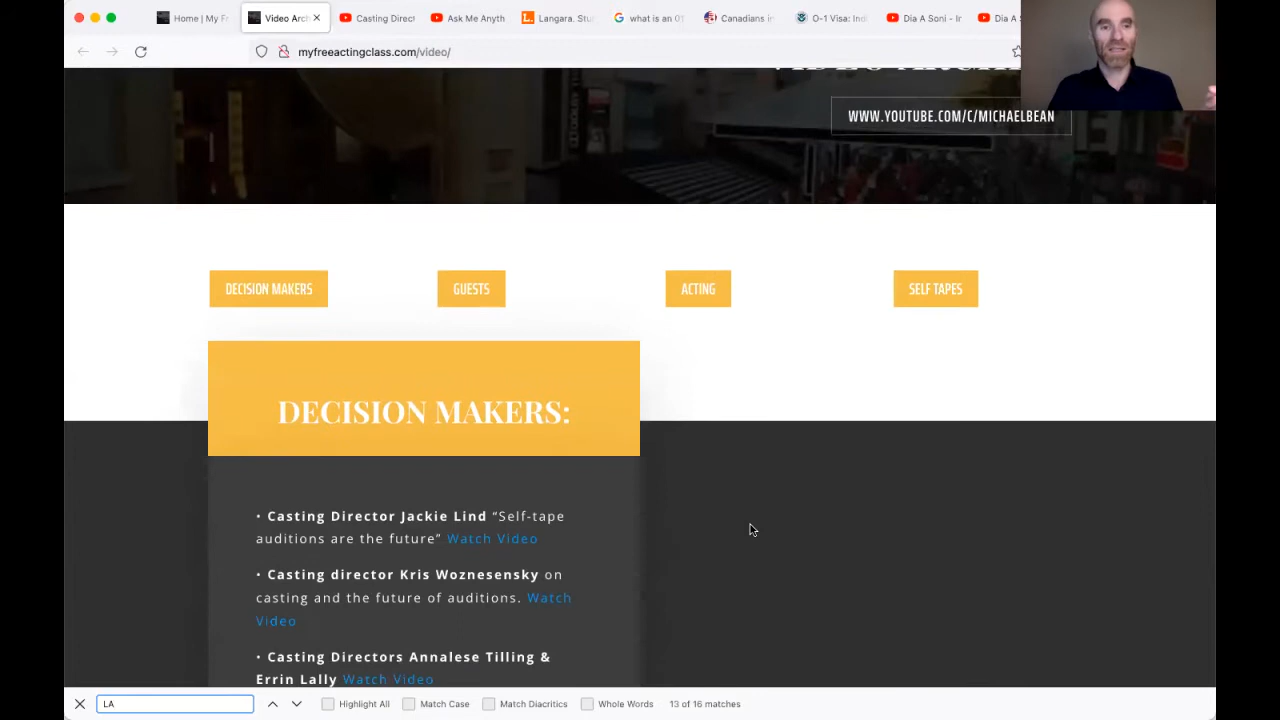 Home | My Fr
Video Arch
Casting Direct
Ask Me Anyth
Langara. Stu
what is an 01
Canadians in
O-1 Visa: Ind
Dia A Soni - Ir
Dia A S
myfreeactingclass.com/video/
WWW.YOUTUBE.COM/C/MICHAELBEAN
DECISION MAKERS
GUESTS
ACTING
SELF TAPES
DECISION MAKERS:
• Casting Director Jackie Lind “Self-tape
auditions are the future” Watch Video
• Casting director Kris Woznesensky on
casting and the future of auditions. Watch
Video
• Casting Directors Annalese Tilling &
Errin Lally Watch Video
LA
Highlight All
Match Case
Match Diacritics
Whole Words
13 of 16 matches